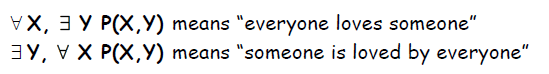 ∀ X, ∃ Y P(X,Y) means “everyone loves someone”
∃ Y, ∀ X P(X,Y) means “someone is loved by everyone”